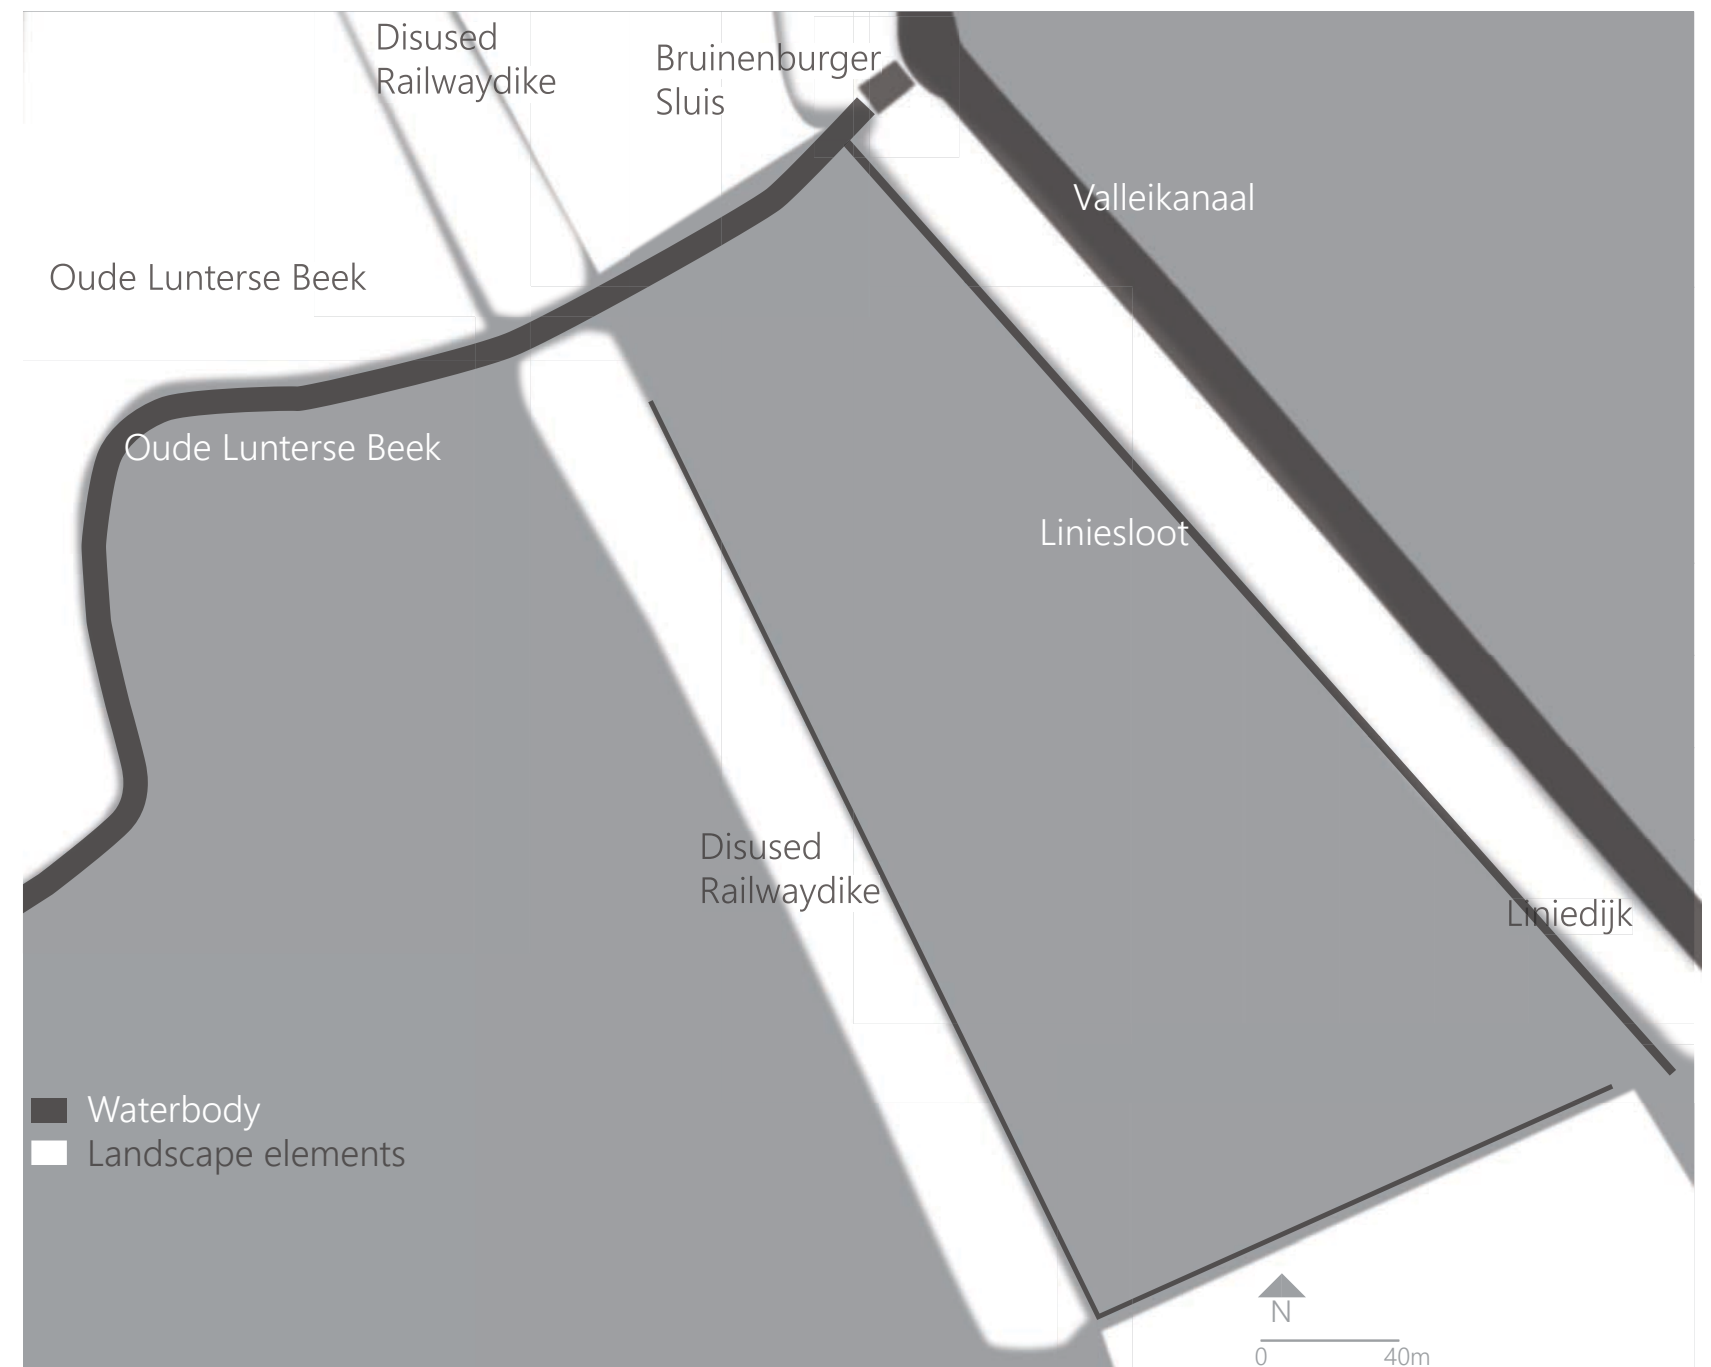 Disused
Railwaydike
Bruinenburger
Sluis
Valleikanaal
Oude Lunterse Beek
Oude Lunterse Beek
Liniesloot
Disused
Railwaydike
Liniedijk
Waterbody
Landscape elements
N
0 40m